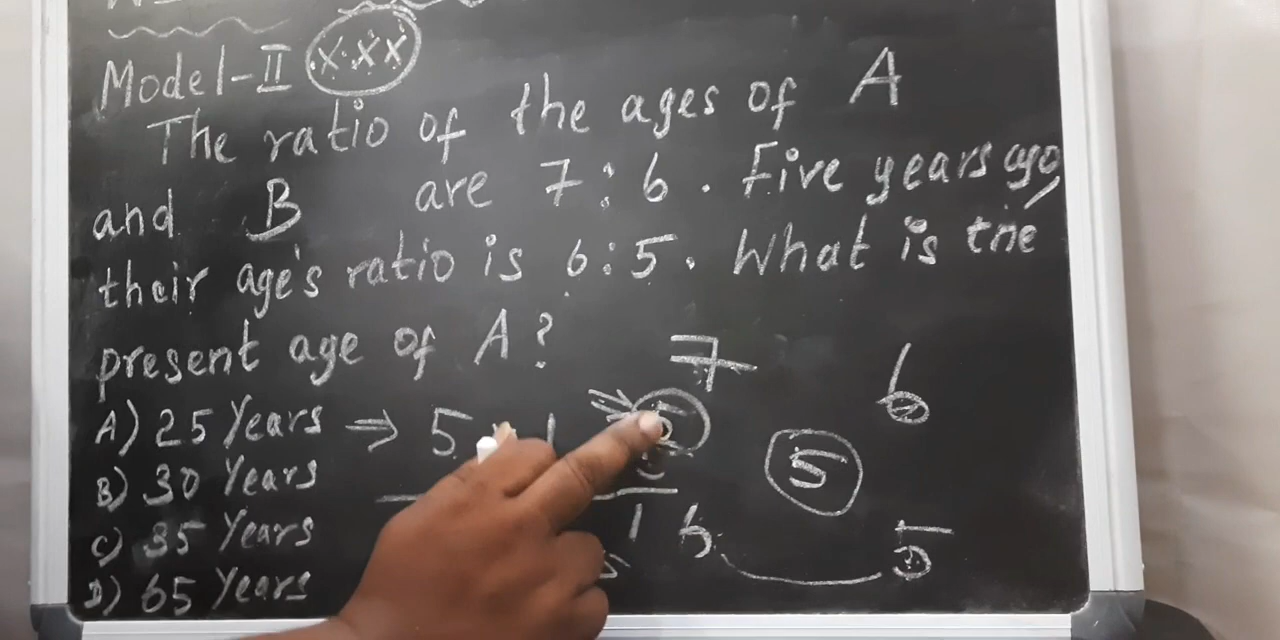 Model-II X.X.X
The ratio of the ages of A
and B are 7:6. Five years ago
their age's ratio is 6:5. What is the
present age of A?
A) 25 Years → 5
B) 30 Years
C) 35 Years
D) 65 Years
7 6
5
1 6 5